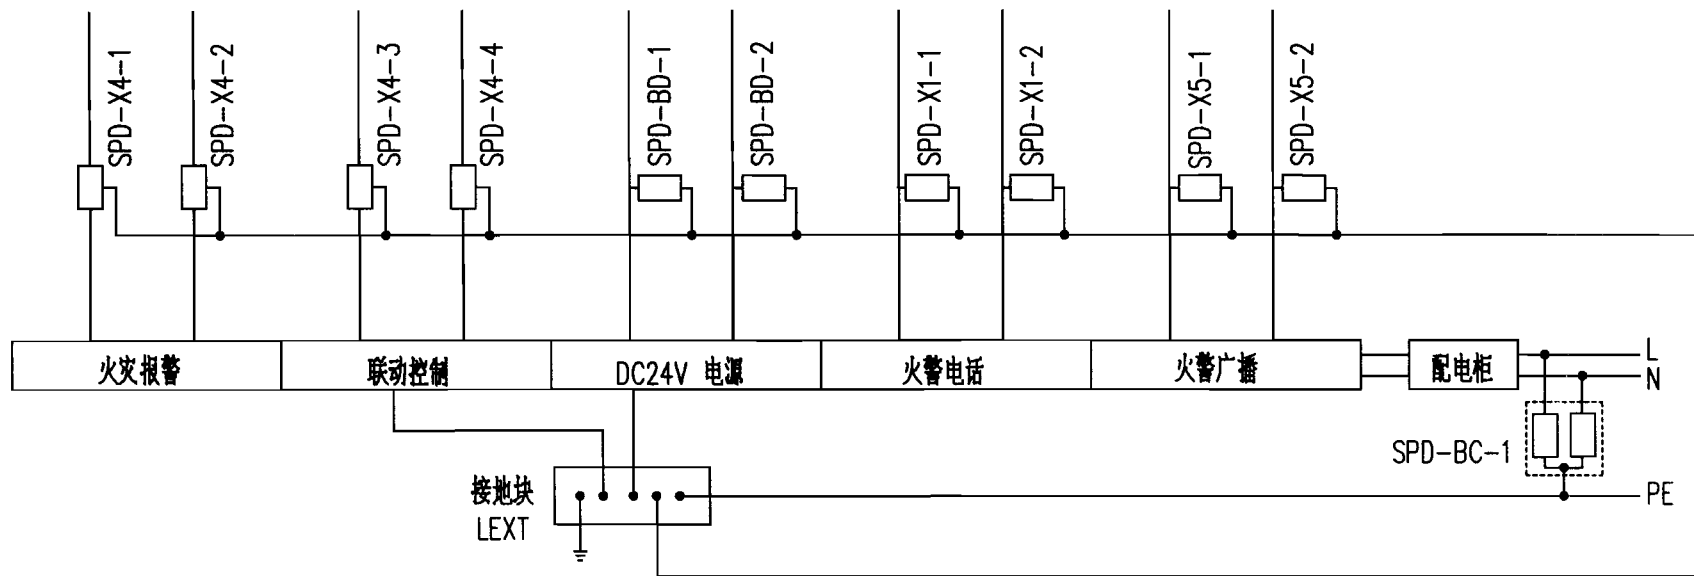 SPD-X4-1
SPD-X4-2
SPD-X4-3
SPD-X4-4
SPD-BD-1
SPD-BD-2
SPD-X1-1
SPD-X1-2
SPD-X5-1
SPD-X5-2
火灾报警
联动控制
DC24V 电源
火警电话
火警广播
配电柜
L
N
SPD-BC-1
接地块
LEXT
PE